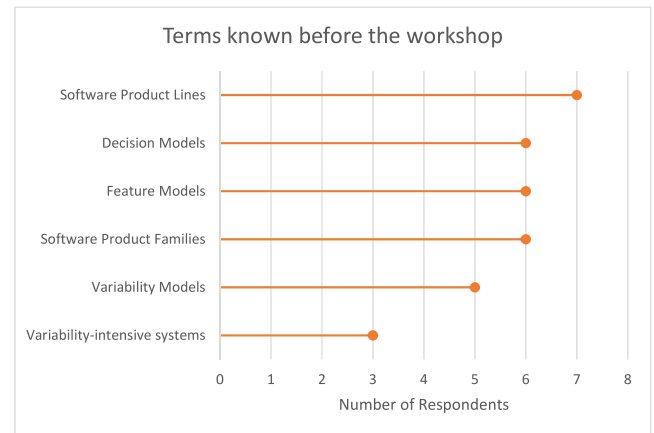 Terms known before the workshop
Software Product Lines
Decision Models
Feature Models
Software Product Families
Variability Models
Variability-intensive systems
0 1 2 3 4 5 6 7 8
Number of Respondents